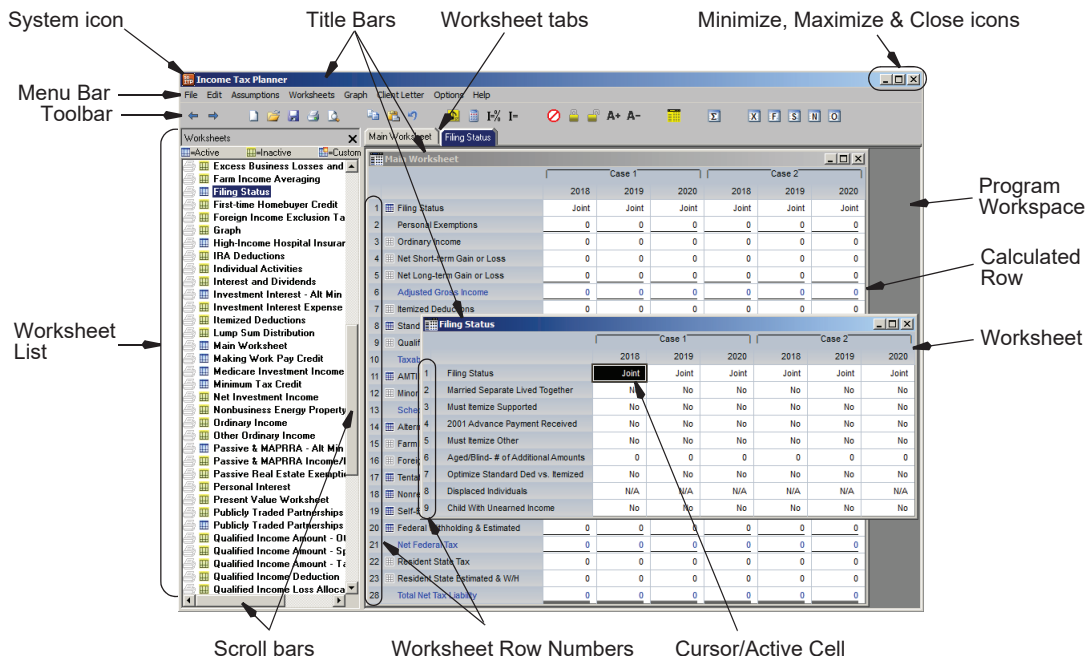 System icon
Title Bars
Worksheet tabs
Minimize, Maximize & Close icons
Menu Bar
Toolbar
Worksheet List
Program Workspace
Calculated Row
Worksheet
Scroll bars
Worksheet Row Numbers
Cursor/Active Cell
Income Tax Planner
File Edit Assumptions Worksheets Graph Client Letter Options Help
I-% I= A+ A- Σ X F S N O
Worksheets
=Active =Inactive =Custom
Excess Business Losses and
Farm Income Averaging
Filing Status
First-time Homebuyer Credit
Foreign Income Exclusion Ta
Graph
High-Income Hospital Insurar
IRA Deductions
Individual Activities
Interest and Dividends
Investment Interest - Alt Min
Investment Interest Expense
Itemized Deductions
Lump Sum Distribution
Main Worksheet
Making Work Pay Credit
Medicare Investment Income
Minimum Tax Credit
Net Investment Income
Nonbusiness Energy Property
Ordinary Income
Other Ordinary Income
Passive & MAPRRA - Alt Min
Passive & MAPRRA Income/
Passive Real Estate Exempti
Personal Interest
Present Value Worksheet
Publicly Traded Partnerships
Publicly Traded Partnerships
Qualified Income Amount - Ot
Qualified Income Amount - Sp
Qualified Income Amount - Ta
Qualified Income Deduction
Qualified Income Loss Alloca
Main Worksheet Filing Status
Main Worksheet
Case 1 Case 2
2018 2019 2020 2018 2019 2020
1 Filing Status Joint Joint Joint Joint Joint Joint
2 Personal Exemptions 0 0 0 0 0 0
3 Ordinary Income 0 0 0 0 0 0
4 Net Short-term Gain or Loss 0 0 0 0 0 0
5 Net Long-term Gain or Loss 0 0 0 0 0 0
6 Adjusted Gross Income 0 0 0 0 0 0
7 Itemized Deductions 0 0 0 0 0 0
8 Stand
9 Qualif
10 Taxab
11 AMTI
12 Minor
13 Sche
14 Altern
15 Farm
16 Foreig
17 Tentat
18 Nonre
19 Self-E
20 Federal Withholding & Estimated 0 0 0 0 0 0
21 Net Federal Tax 0 0 0 0 0 0
22 Resident State Tax 0 0 0 0 0 0
23 Resident State Estimated & W/H 0 0 0 0 0 0
28 Total Net Tax Liability 0 0 0 0 0 0
Filing Status
Case 1 Case 2
2018 2019 2020 2018 2019 2020
1 Filing Status Joint Joint Joint Joint Joint Joint
2 Married Separate Lived Together No No No No No No
3 Must Itemize Supported No No No No No No
4 2001 Advance Payment Received No No No No No No
5 Must Itemize Other No No No No No No
6 Aged/Blind- # of Additional Amounts 0 0 0 0 0 0
7 Optimize Standard Ded vs. Itemized No No No No No No
8 Displaced Individuals N/A N/A N/A N/A N/A N/A
9 Child With Unearned Income No No No No No No